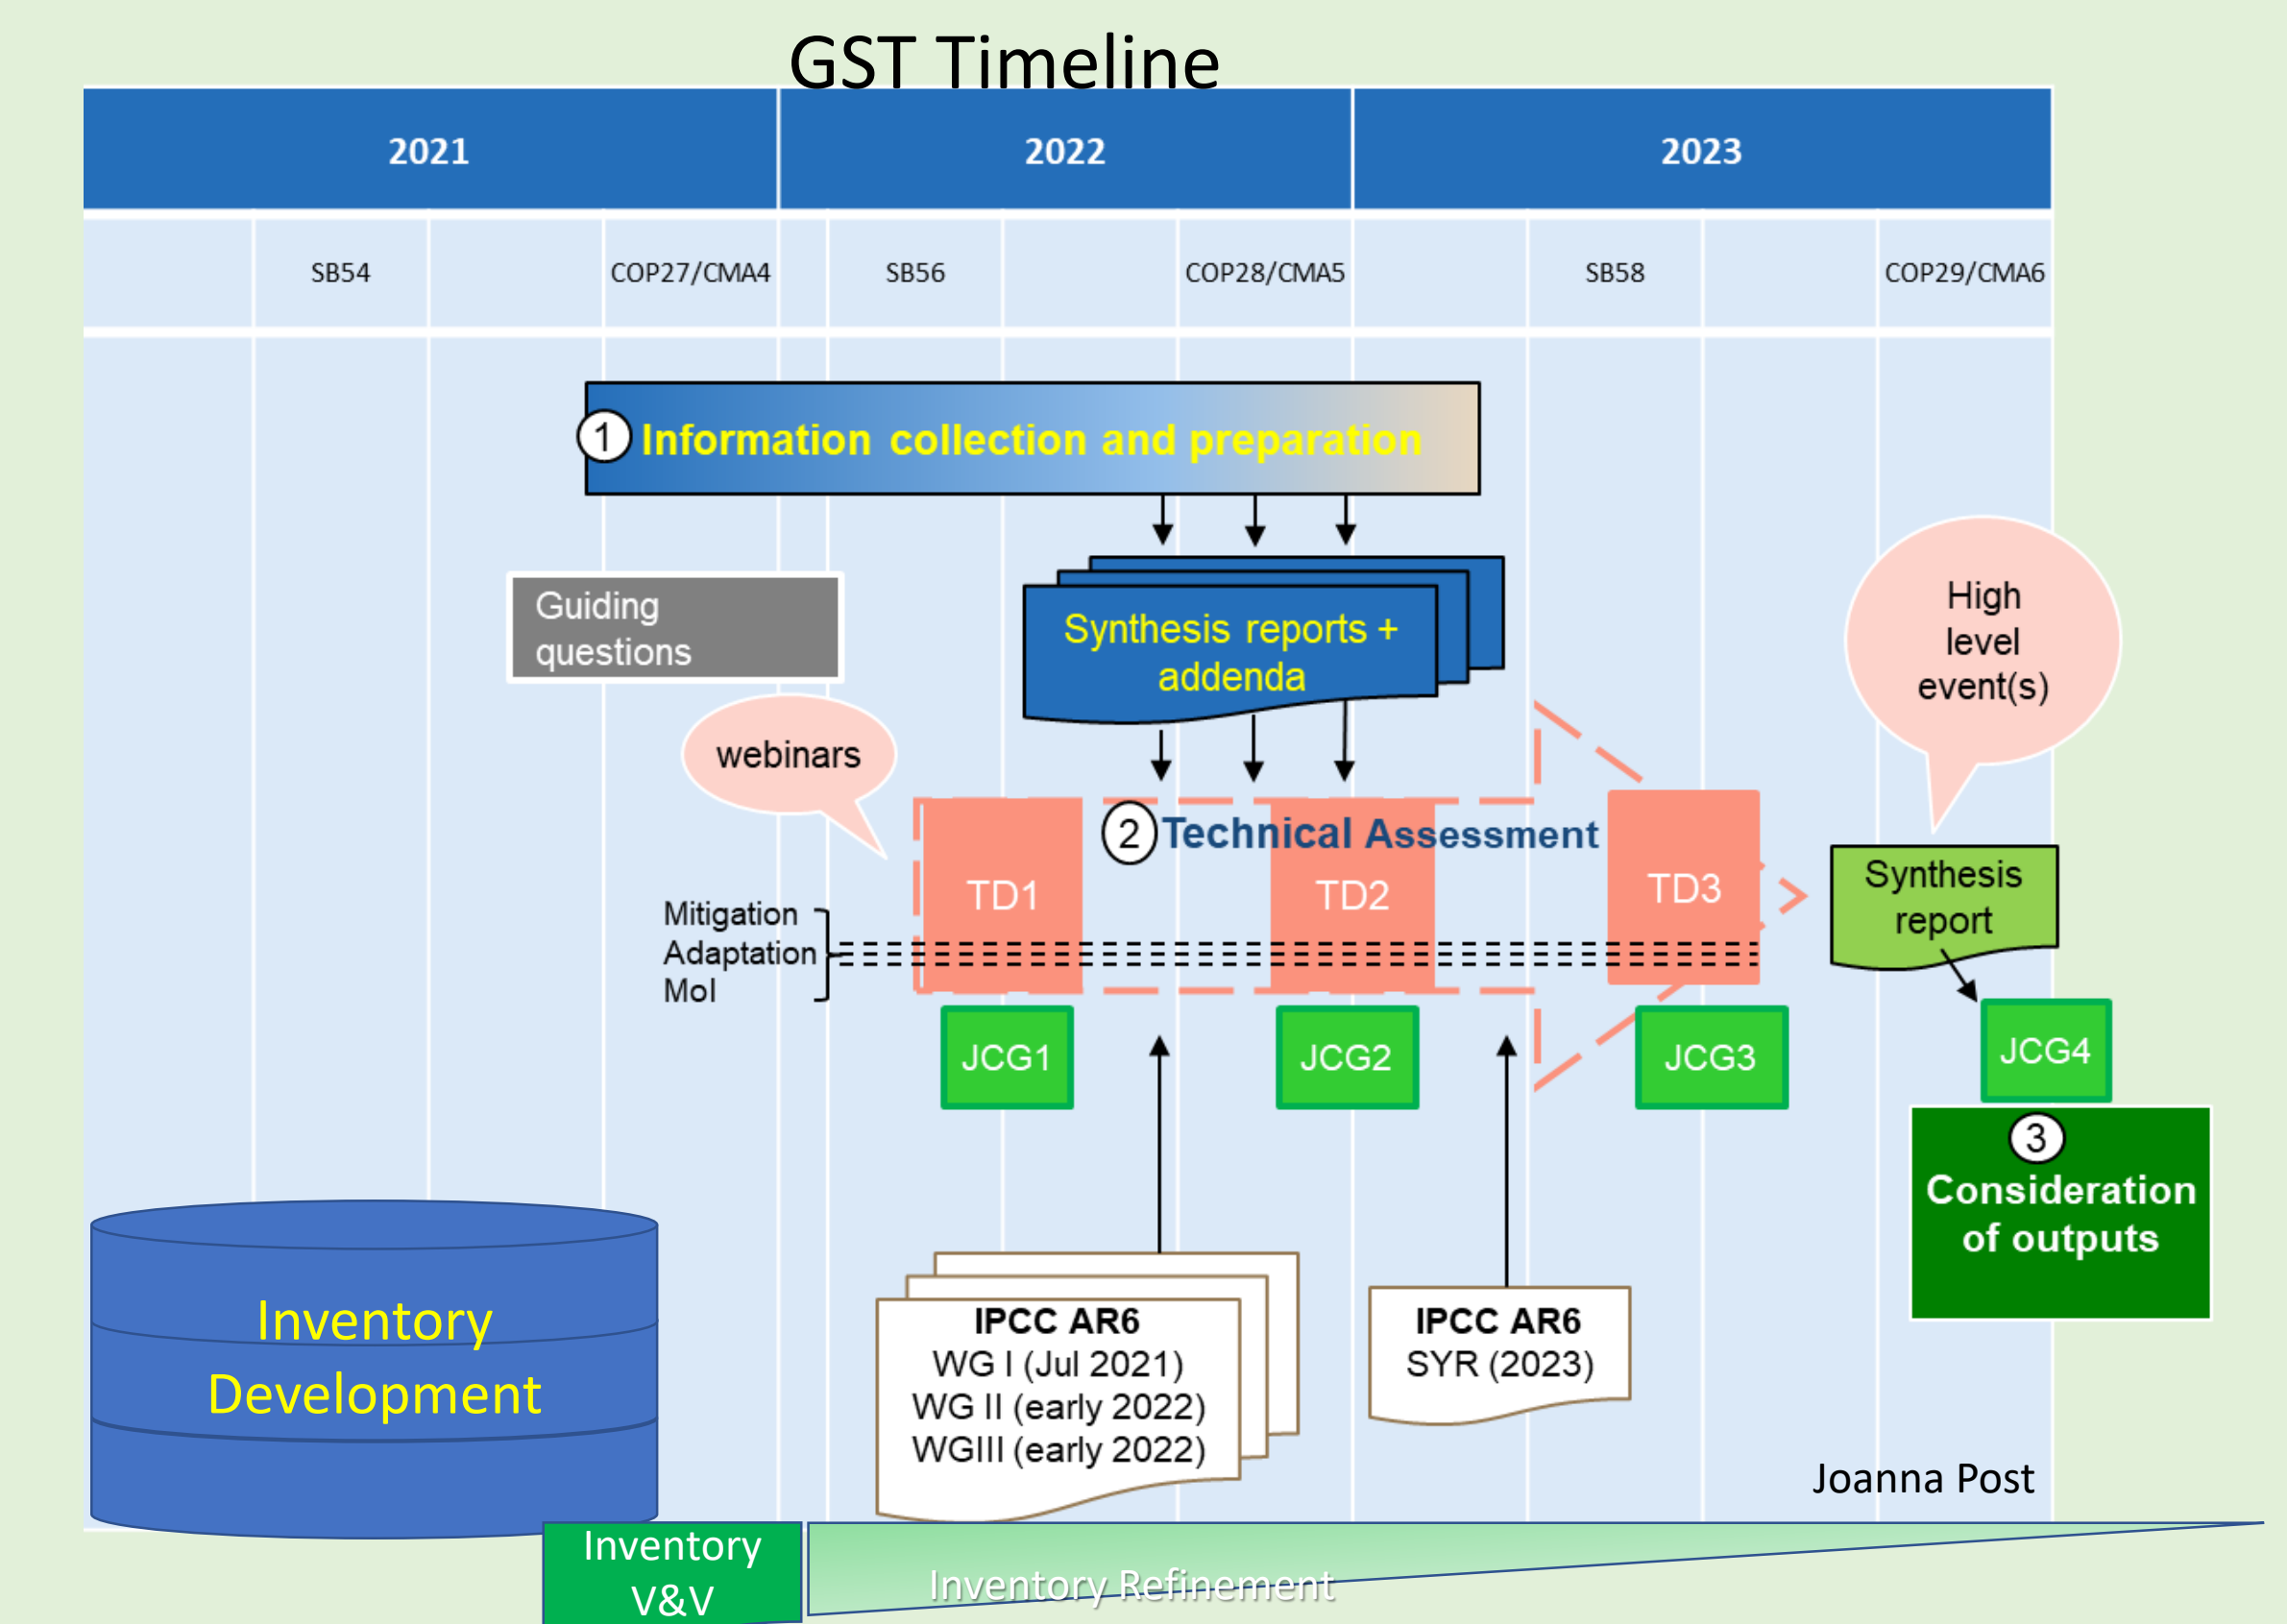 GST Timeline
2021
2022
2023
SB54
COP27/CMA4
SB56
COP28/CMA5
SB58
COP29/CMA6
1 Information collection and preparation
Guiding
questions
Synthesis reports +
addenda
High
level
event(s)
webinars
2 Technical Assessment
TD1
TD2
TD3
Mitigation
Adaptation
MoI
Synthesis
report
JCG1
JCG2
JCG3
JCG4
3
Consideration
of outputs
Inventory
Development
IPCC AR6
WG I (Jul 2021)
WG II (early 2022)
WGIII (early 2022)
IPCC AR6
SYR (2023)
Joanna Post
Inventory
V&V
Inventory Refinement